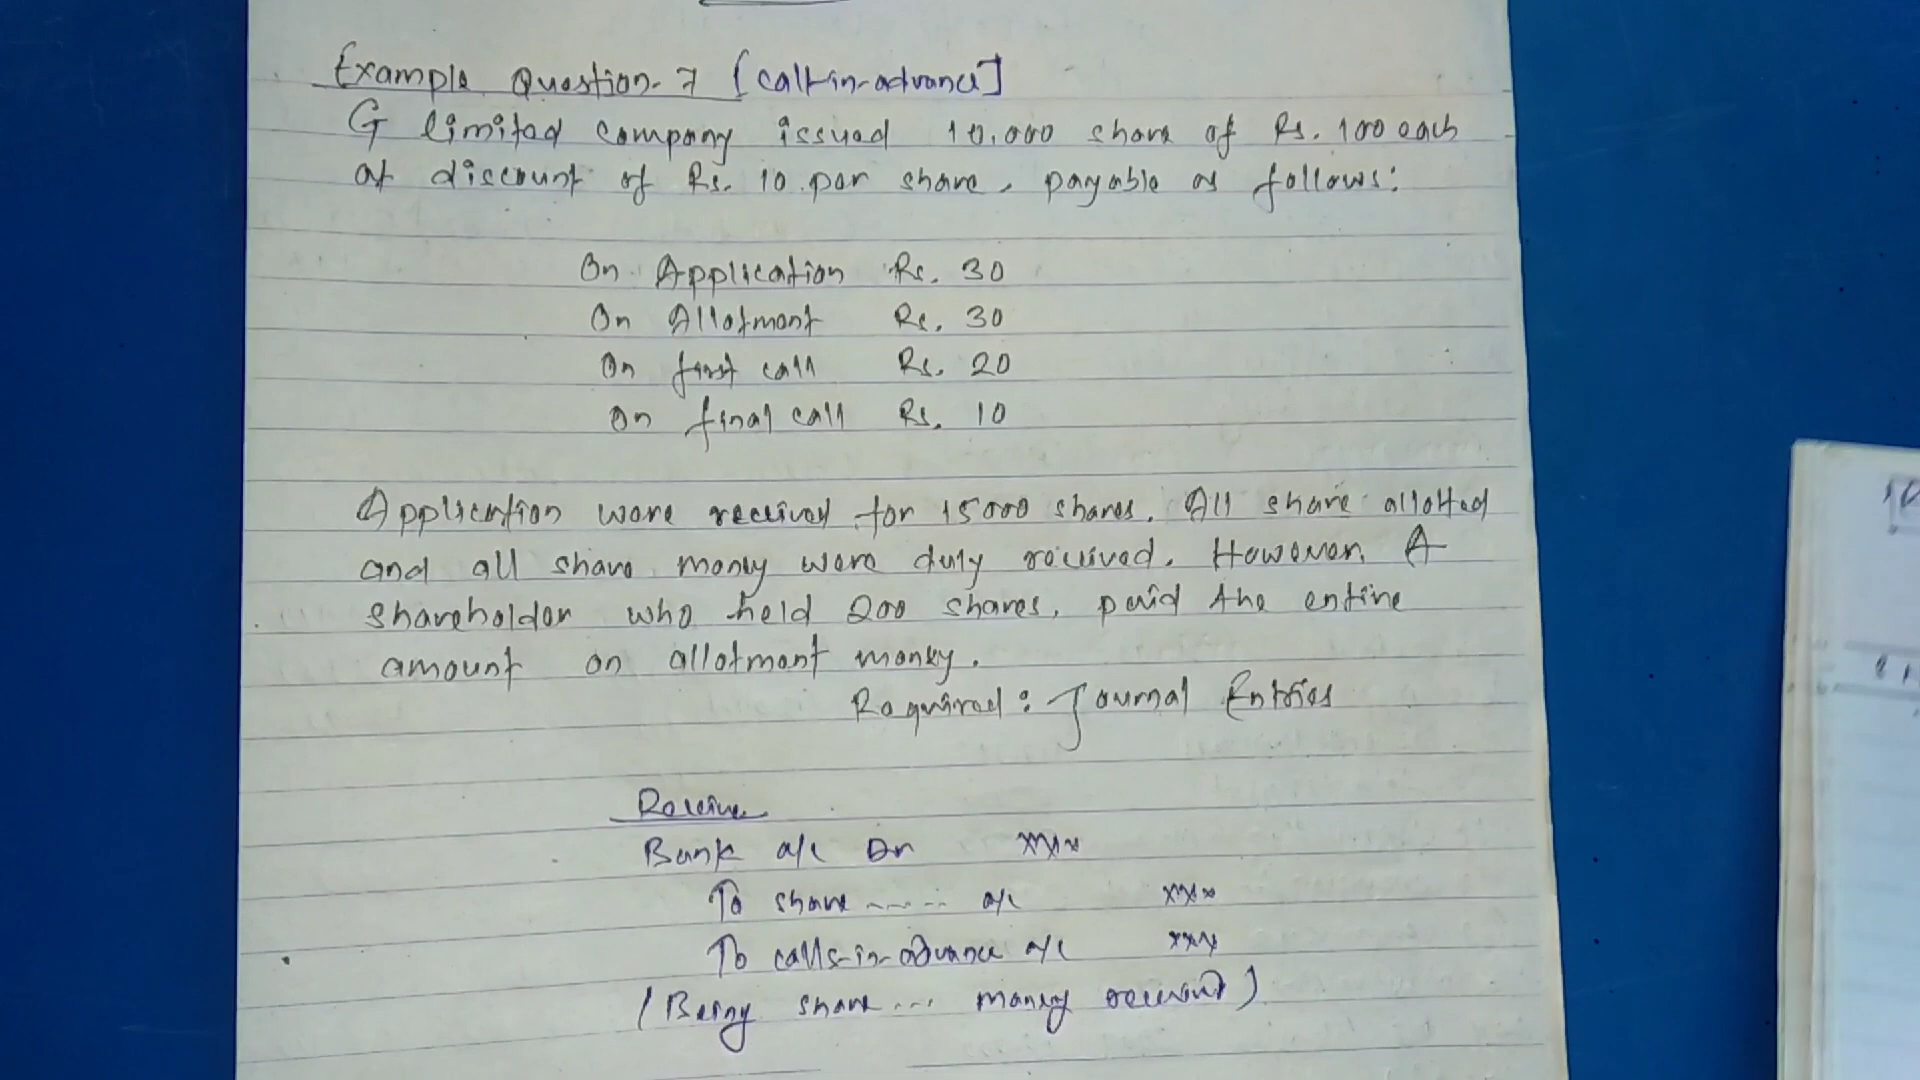 Example Question-7 [Call-in-advance]
G limited company issued 10,000 share of Rs. 100 each
at discount of Rs. 10 per share, payable as follows:
On Application Rs. 30
On Allotment Rs. 30
On first call Rs. 20
On final call Rs. 10
Application were received for 15000 shares. All share allotted
and all share money were duly received. However, A
shareholder who held 200 shares, paid the entire
amount on allotment money.
Required: Journal Entries
Receive
Bank a/c Dr xxx
To share ------ a/c xxx
To calls-in-advance a/c xxx
(Being share ... money received)